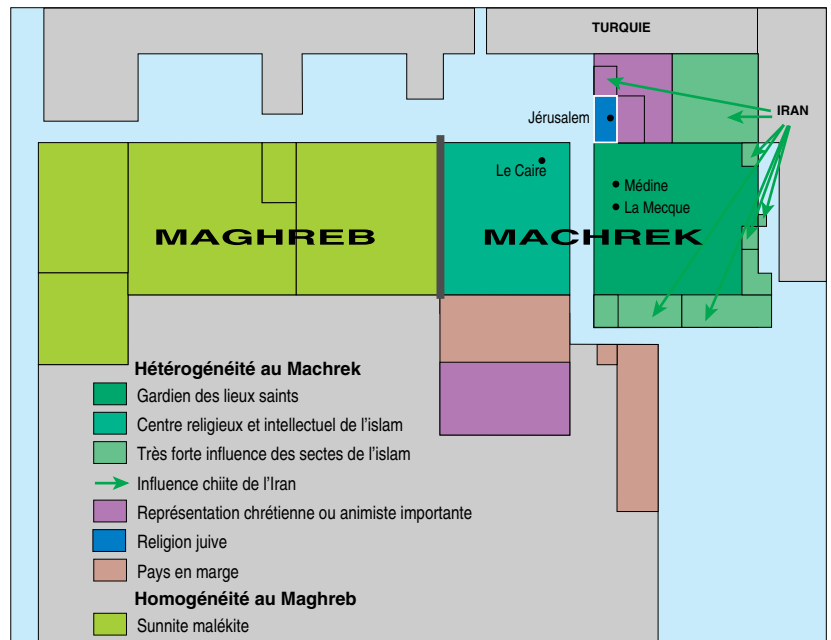 TURQUIE
IRAN
Jérusalem
Le Caire
Médine
La Mecque
MAGHREB
MACHREK
Hétérogénéité au Machrek
Gardien des lieux saints
Centre religieux et intellectuel de l'islam
Très forte influence des sectes de l'islam
Influence chiite de l'Iran
Représentation chrétienne ou animiste importante
Religion juive
Pays en marge
Homogénéité au Maghreb
Sunnite malékite